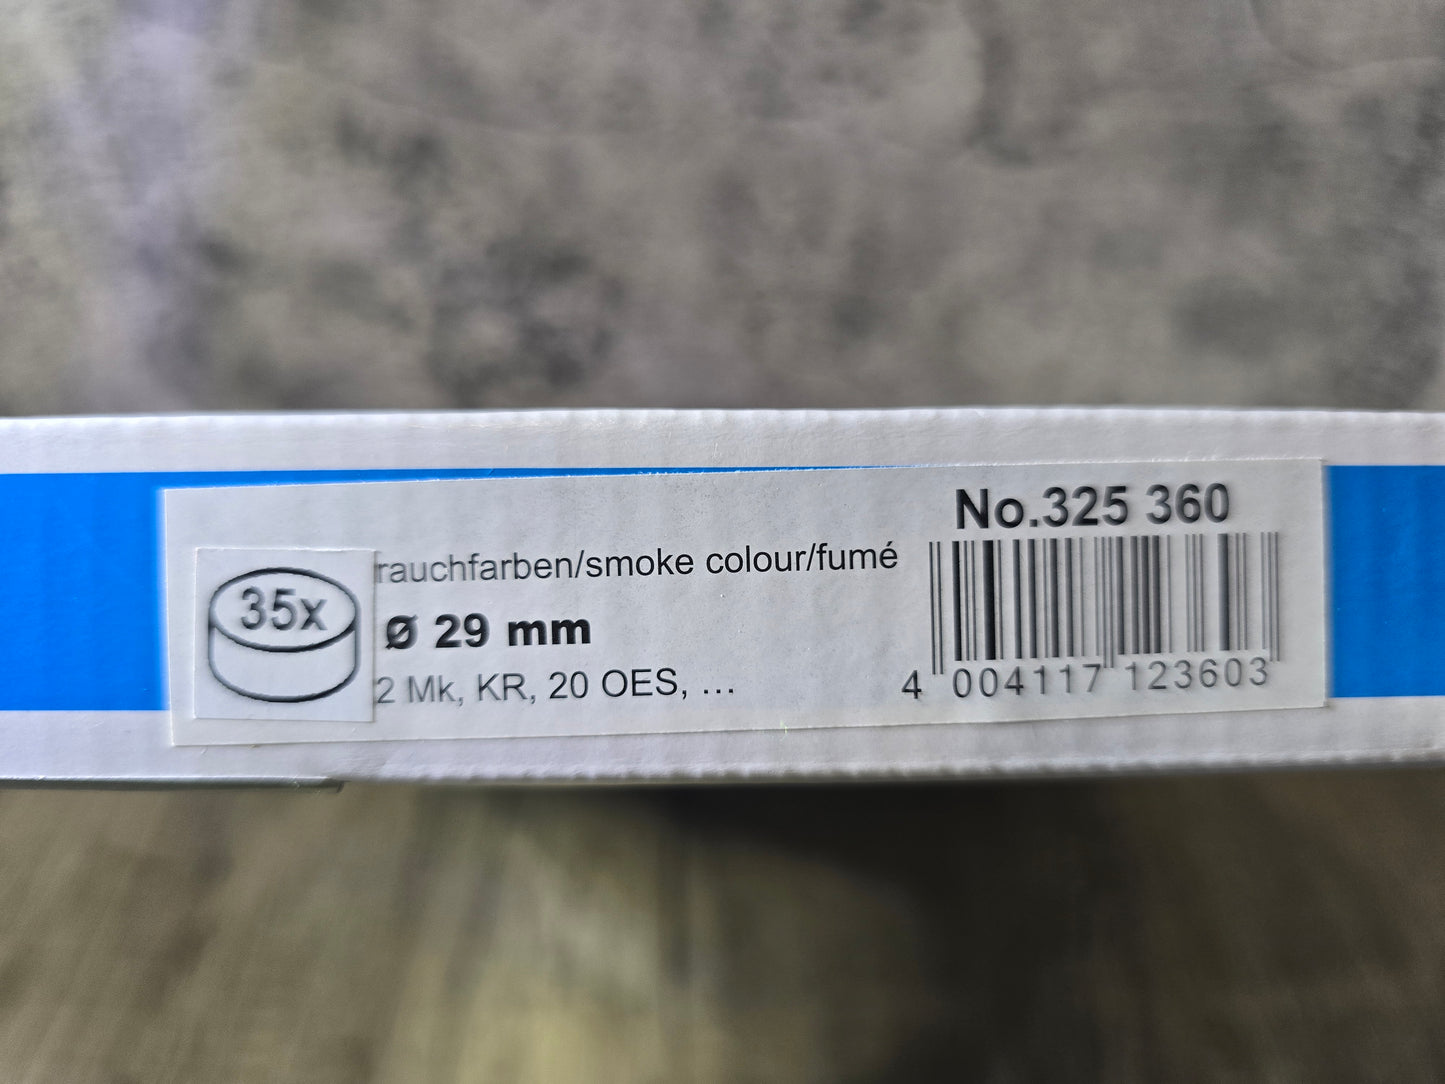 No.325 360
35x
rauchfarben/smoke colour/fumé
ø 29 mm
2 Mk, KR, 20 OES, ...
4 004117 123603